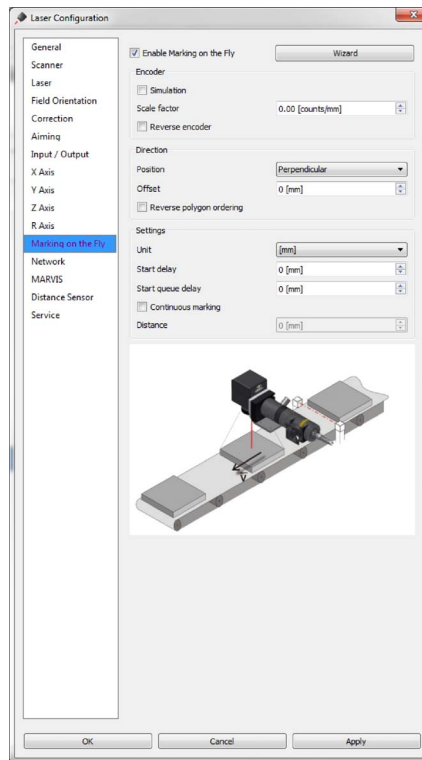 Laser Configuration
General
Scanner
Laser
Field Orientation
Correction
Aiming
Input / Output
X Axis
Y Axis
Z Axis
R Axis
Marking on the Fly
Network
MARVIS
Distance Sensor
Service
Enable Marking on the Fly
Wizard
Encoder
Simulation
Scale factor 0.00 [counts/mm]
Reverse encoder
Direction
Position Perpendicular
Offset 0 [mm]
Reverse polygon ordering
Settings
Unit [mm]
Start delay 0 [mm]
Start queue delay 0 [mm]
Continuous marking
Distance 0 [mm]
V
OK Cancel Apply